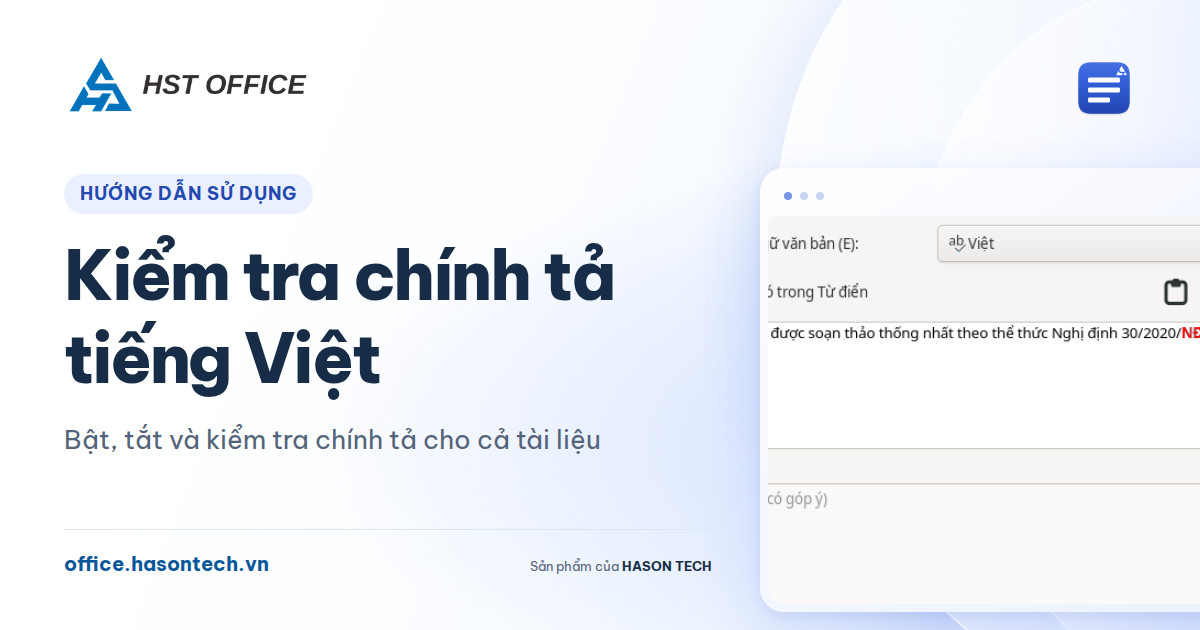 HST OFFICE
HƯỚNG DẪN SỬ DỤNG
Kiểm tra chính tả
tiếng Việt
Bật, tắt và kiểm tra chính tả cho cả tài liệu
office.hasontech.vn
Sản phẩm của HASON TECH
ữ văn bản (E):
ab Việt
ó trong Từ điển
được soạn thảo thống nhất theo thể thức Nghị định 30/2020/NĐ
có góp ý)